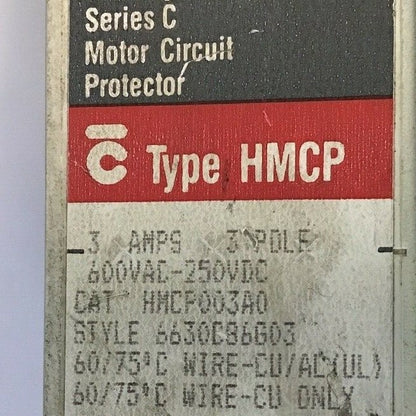 Series C
Motor Circuit
Protector
C Type HMCP
3 AMPS 3 POLE
600VAC-250VDC
CAT HMCP003A0
STYLE 6630C86G03
60/75°C WIRE-CU/AL(UL)
60/75°C WIRE-CU ONLY